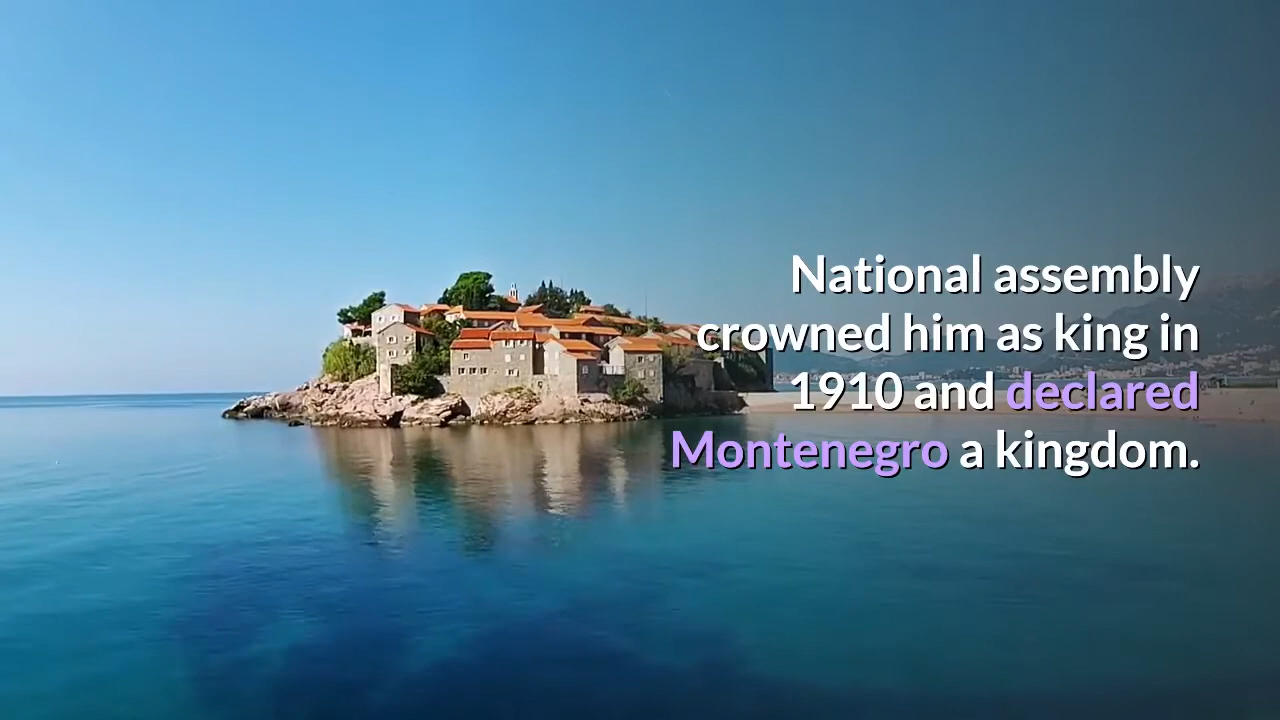 National assembly
crowned him as king in
1910 and declared
Montenegro a kingdom.